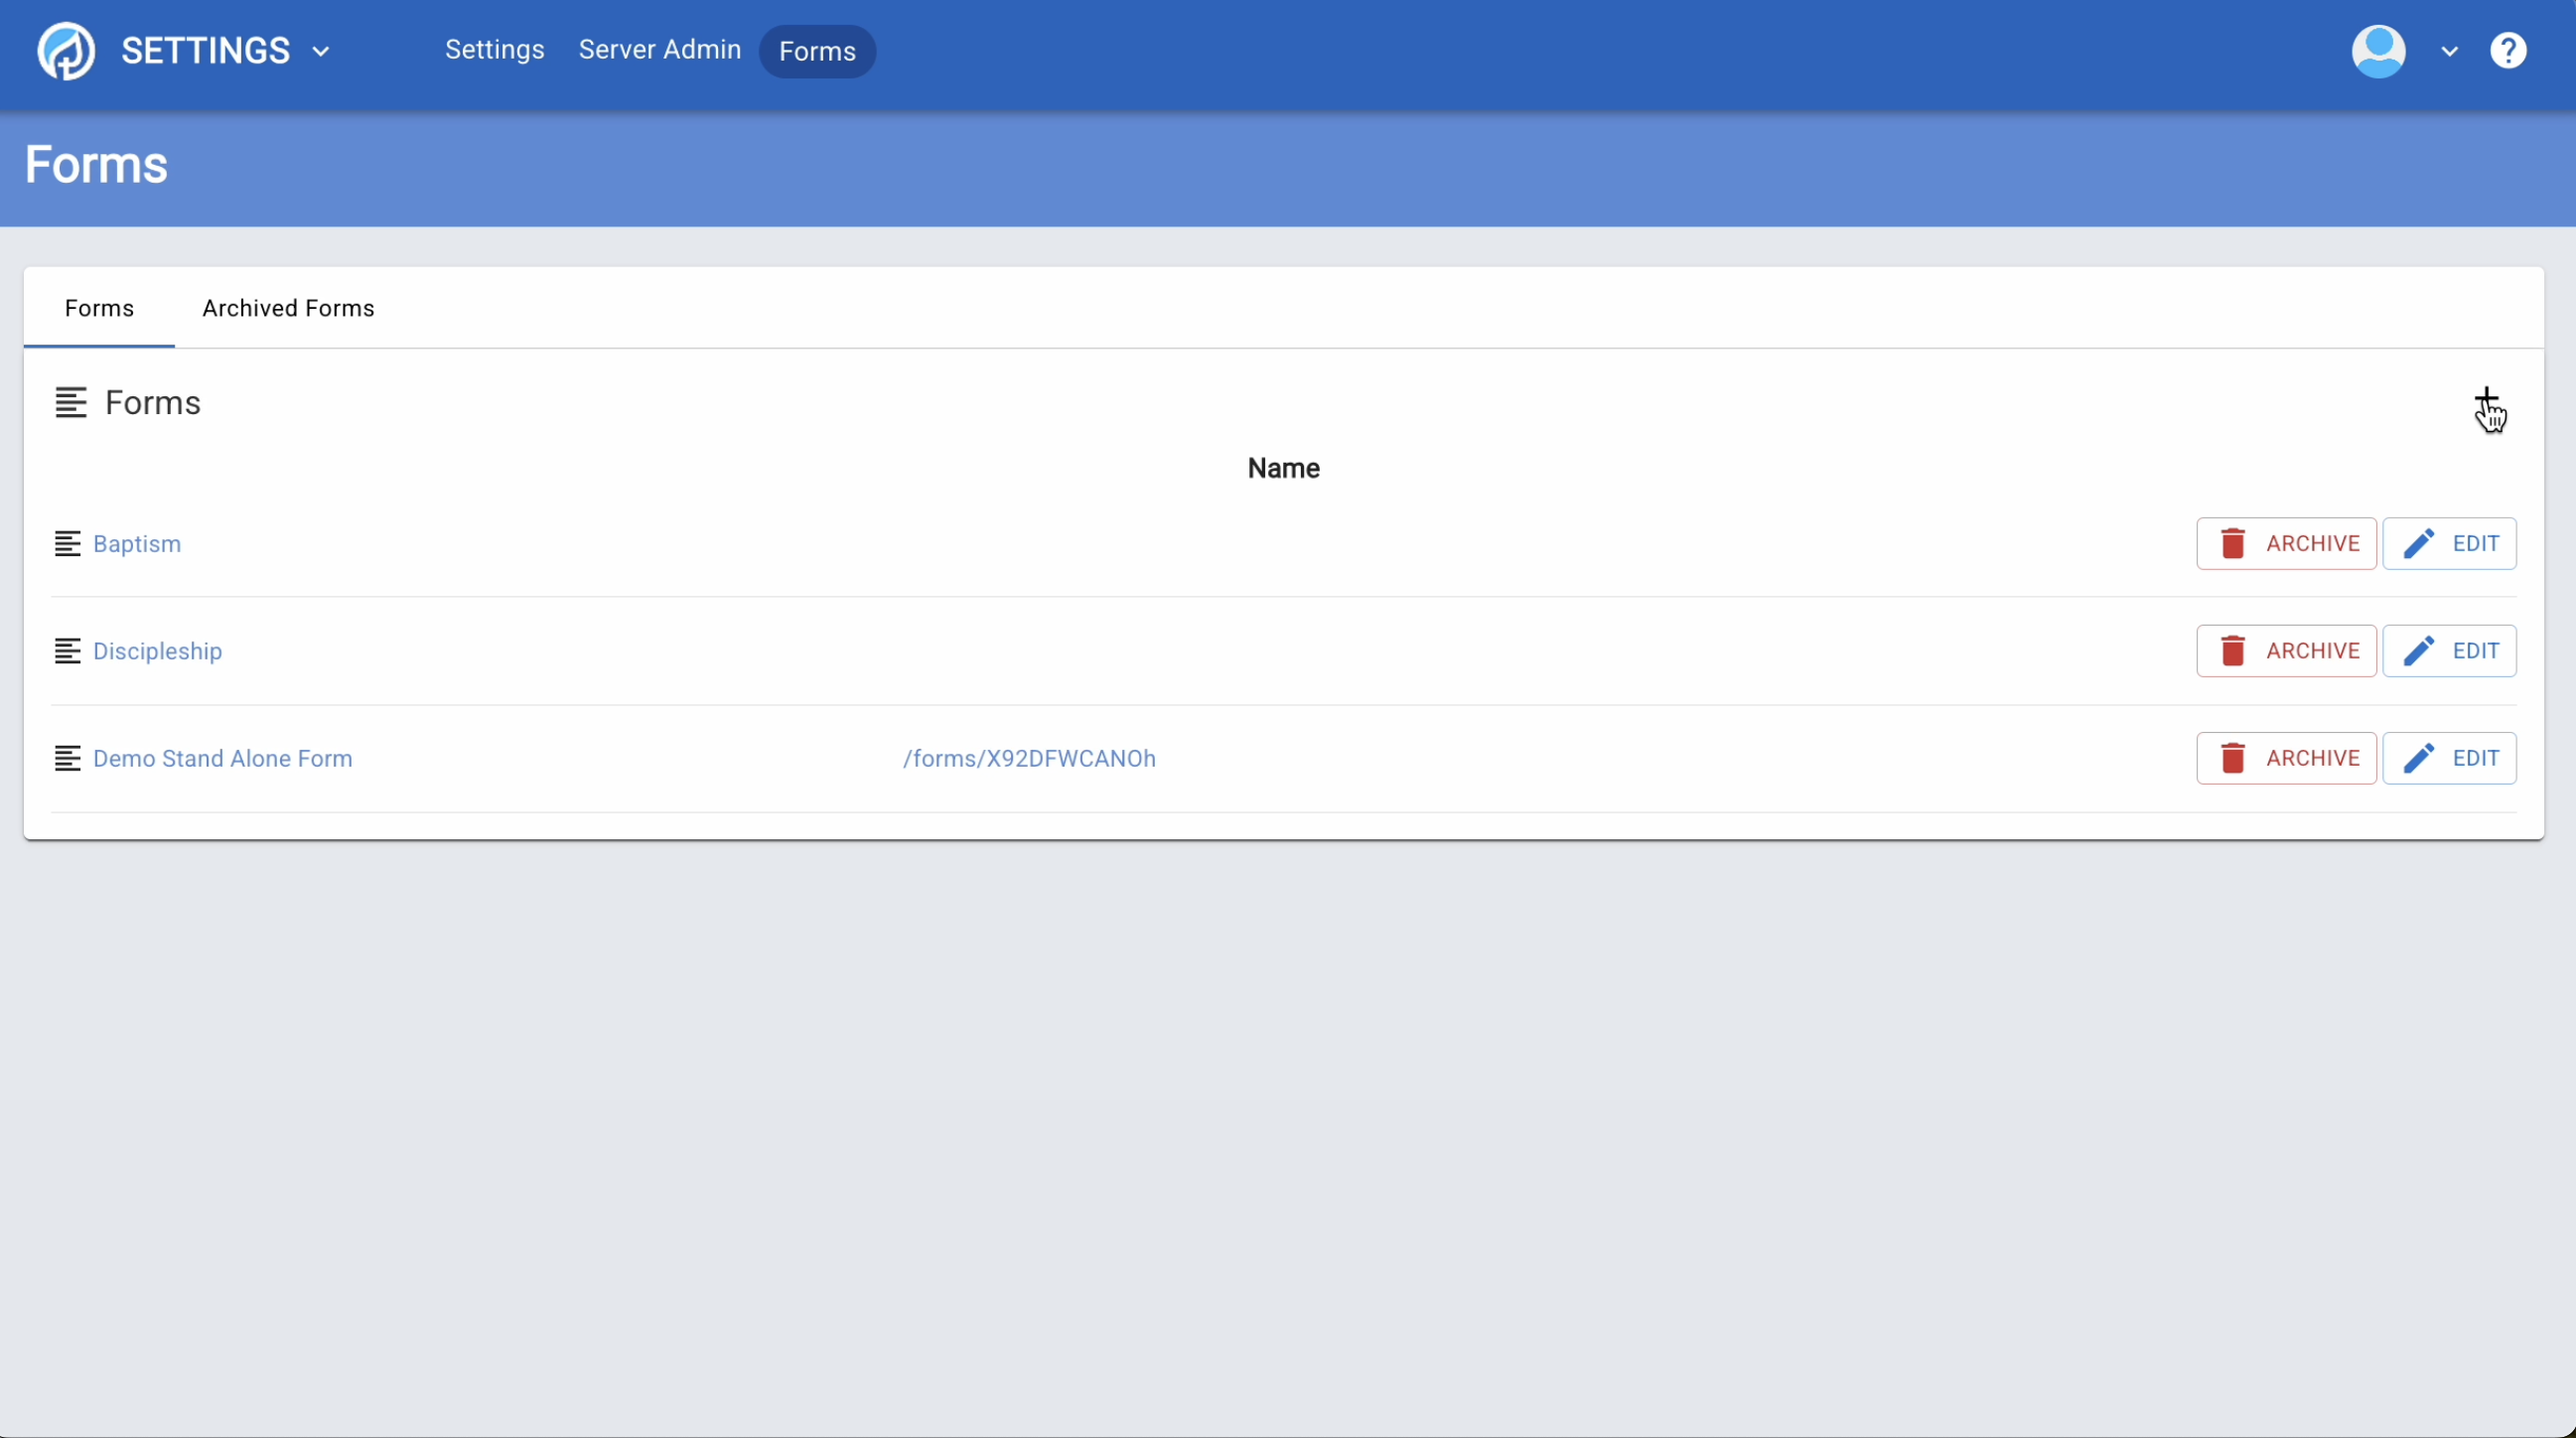 SETTINGS Settings Server Admin Forms ?
Forms
Forms Archived Forms
Forms
+
Name
Baptism ARCHIVE EDIT
Discipleship ARCHIVE EDIT
Demo Stand Alone Form /forms/X92DFWCANOh ARCHIVE EDIT